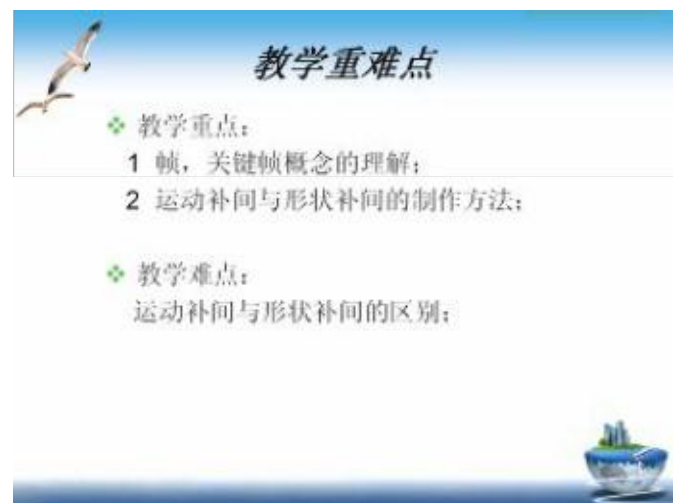 教学重难点
教学重点：
1 帧，关键帧概念的理解；
2 运动补间与形状补间的制作方法；
教学难点：
运动补间与形状补间的区别；